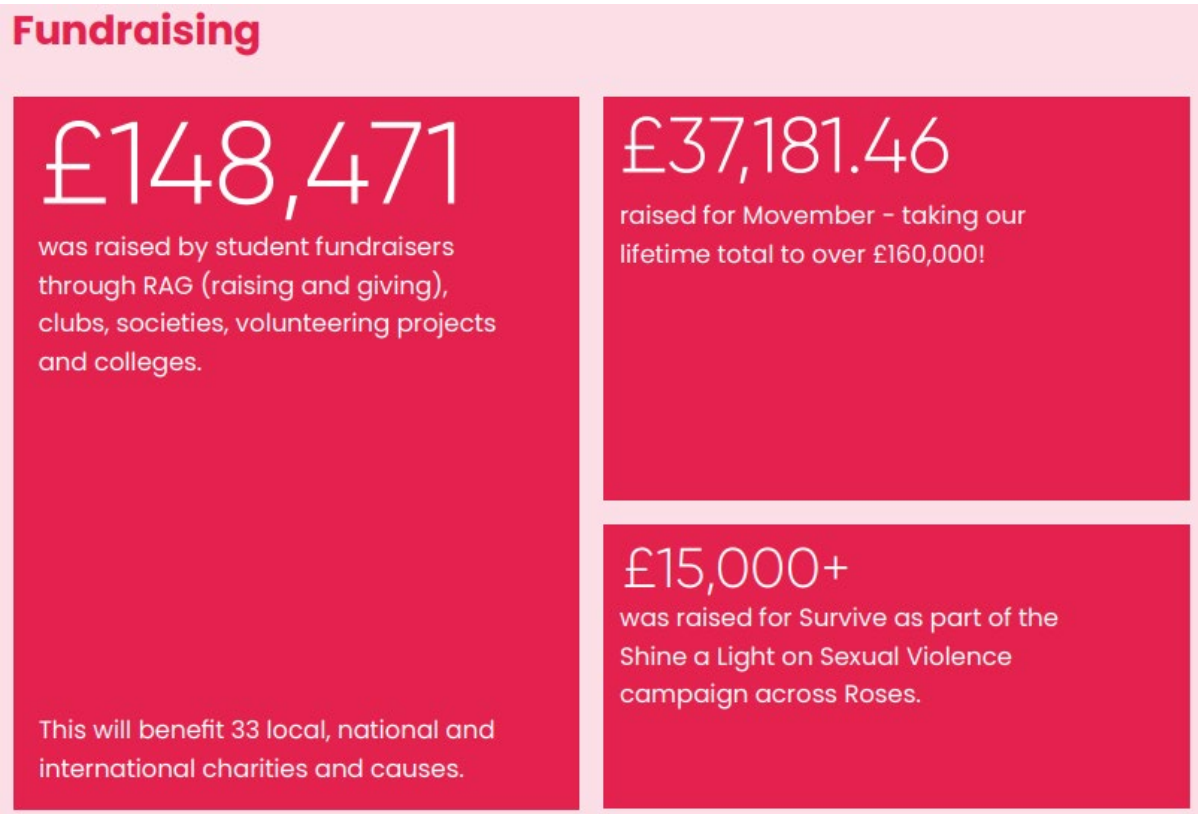 Fundraising
£148,471
was raised by student fundraisers
through RAG (raising and giving),
clubs, societies, volunteering projects
and colleges.
This will benefit 33 local, national and
international charities and causes.
£37,181.46
raised for Movember - taking our
lifetime total to over £160,000!
£15,000+
was raised for Survive as part of the
Shine a Light on Sexual Violence
campaign across Roses.